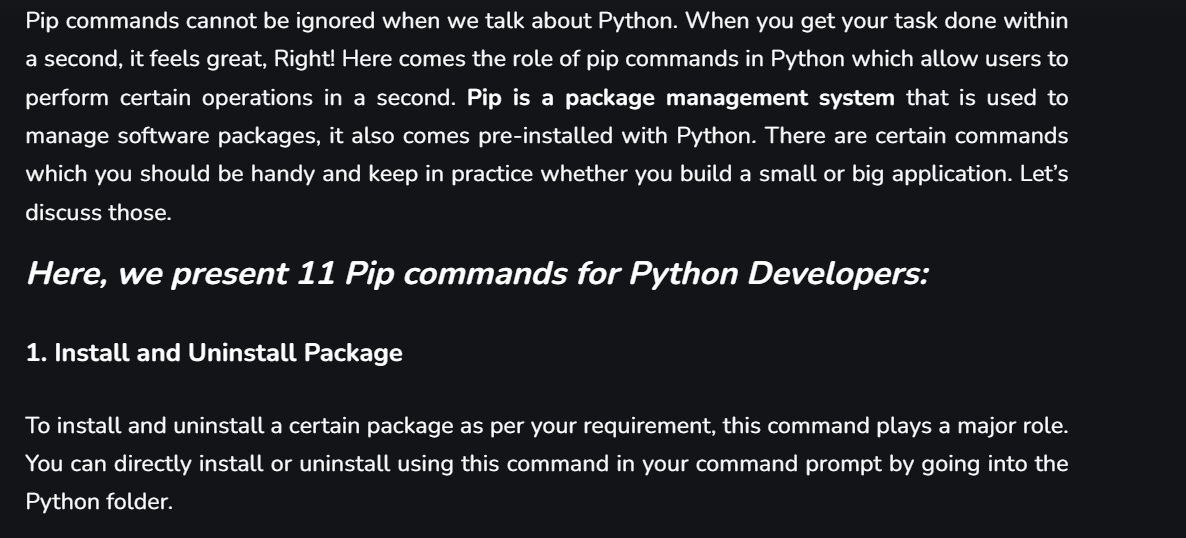 Pip commands cannot be ignored when we talk about Python. When you get your task done within
a second, it feels great, Right! Here comes the role of pip commands in Python which allow users to
perform certain operations in a second. Pip is a package management system that is used to
manage software packages, it also comes pre-installed with Python. There are certain commands
which you should be handy and keep in practice whether you build a small or big application. Let’s
discuss those.
Here, we present 11 Pip commands for Python Developers:
1. Install and Uninstall Package
To install and uninstall a certain package as per your requirement, this command plays a major role.
You can directly install or uninstall using this command in your command prompt by going into the
Python folder.